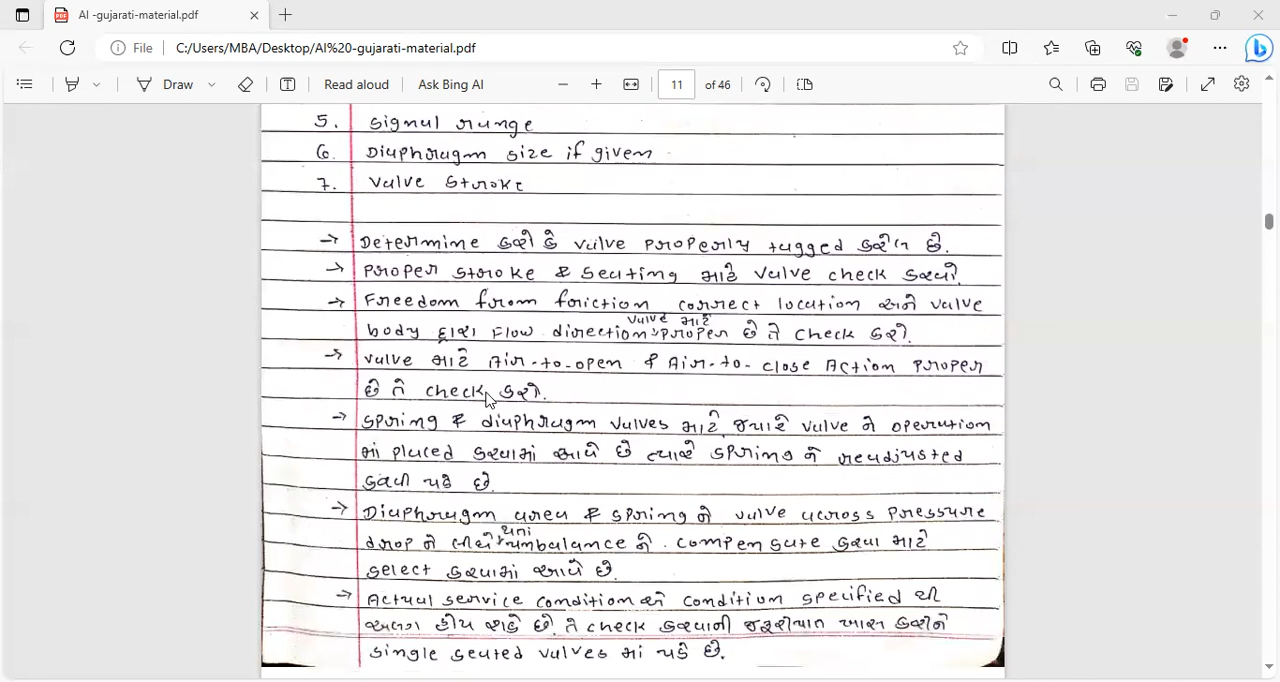 AI -gujarati-material.pdf
File C:/Users/MBA/Desktop/AI%20-gujarati-material.pdf
Draw Read aloud Ask Bing AI 11 of 46
5. Signal range
6. Diaphragm size if given
7. Valve stroke
→ Determine કરો કે valve properly tagged કરેલ છે.
→ Proper stroke & seating માટે valve check કરવો.
→ Freedom from friction correct location અને valve
valve માટે
body દ્વારા flow direction proper છે તે check કરો.
→ valve માટે Air-to-open & Air-to-close Action proper
છે તે check કરો.
→ Spring & diaphragm valves માટે જ્યારે valve ને operation
માં placed કરવામાં આવે છે ત્યારે spring ને readjusted
કરવી પડે છે.
→ Diaphragm area & spring ને valve across pressure
થતાં
drop ને લીધે unbalance ને compensate કરવા માટે
select કરવામાં આવે છે.
→ Actual service condition એ condition specified થી
અલગ હોય શકે છે. તે check કરવાની જરૂરીયાત ખાસ કરીને
single seated valves માં પડે છે.